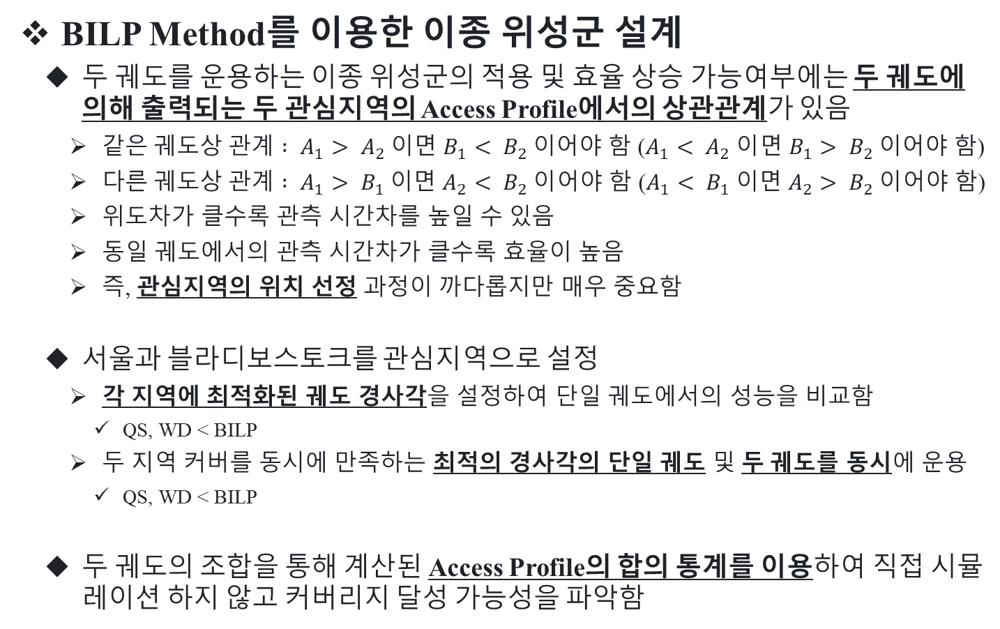 ❖ BILP Method를 이용한 이종 위성군 설계
◆ 두 궤도를 운용하는 이종 위성군의 적용 및 효율 상승 가능여부에는 두 궤도에
의해 출력되는 두 관심지역의 Access Profile에서의 상관관계가 있음
➢ 같은 궤도상 관계 : A₁ > A₂ 이면 B₁ < B₂ 이어야 함 (A₁ < A₂ 이면 B₁ > B₂ 이어야 함)
➢ 다른 궤도상 관계 : A₁ > B₁ 이면 A₂ < B₂ 이어야 함 (A₁ < B₁ 이면 A₂ > B₂ 이어야 함)
➢ 위도차가 클수록 관측 시간차를 높일 수 있음
➢ 동일 궤도에서의 관측 시간차가 클수록 효율이 높음
➢ 즉, 관심지역의 위치 선정 과정이 까다롭지만 매우 중요함
◆ 서울과 블라디보스토크를 관심지역으로 설정
➢ 각 지역에 최적화된 궤도 경사각을 설정하여 단일 궤도에서의 성능을 비교함
✓ QS, WD < BILP
➢ 두 지역 커버를 동시에 만족하는 최적의 경사각의 단일 궤도 및 두 궤도를 동시에 운용
✓ QS, WD < BILP
◆ 두 궤도의 조합을 통해 계산된 Access Profile의 합의 통계를 이용하여 직접 시뮬
레이션 하지 않고 커버리지 달성 가능성을 파악함